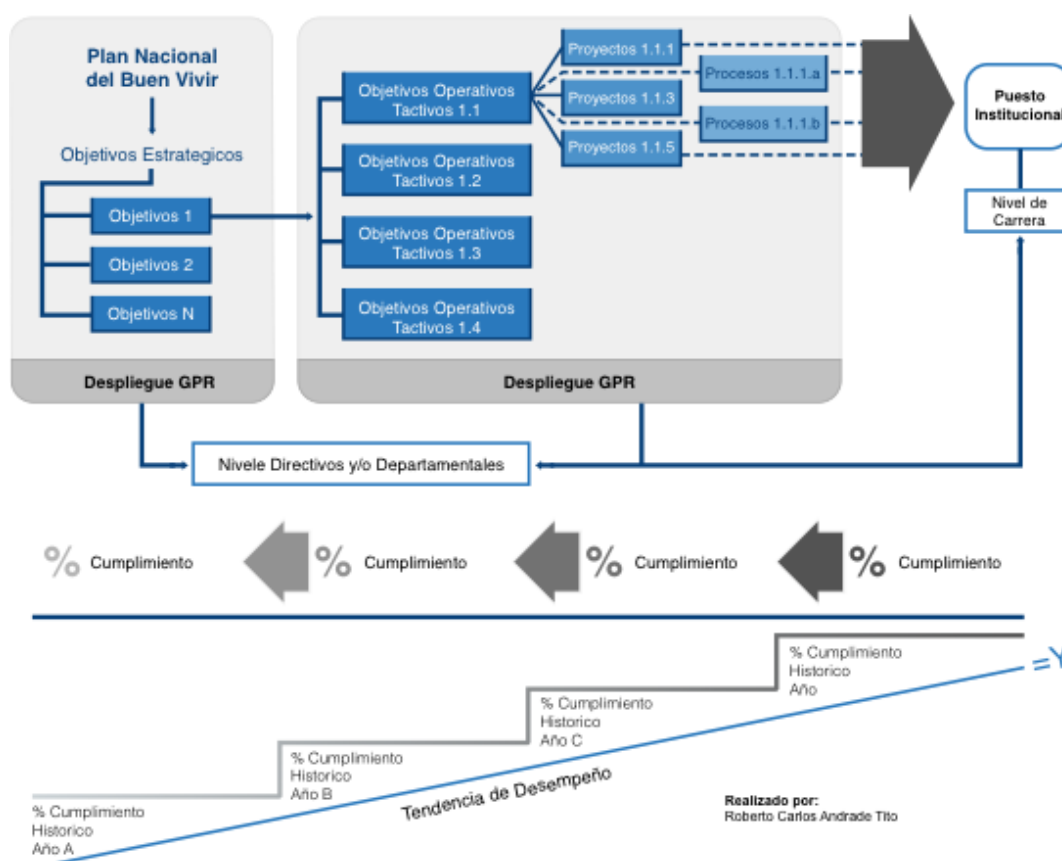 Plan Nacional
del Buen Vivir
Objetivos Estrategicos
Objetivos 1
Objetivos 2
Objetivos N
Despliegue GPR
Objetivos Operativos
Tactivos 1.1
Objetivos Operativos
Tactivos 1.2
Objetivos Operativos
Tactivos 1.3
Objetivos Operativos
Tactivos 1.4
Proyectos 1.1.1
Procesos 1.1.1.a
Proyectos 1.1.3
Procesos 1.1.1.b
Proyectos 1.1.5
Despliegue GPR
Puesto
Institucional
Nivel de
Carrera
Nivele Directivos y/o Departamentales
% Cumplimiento
% Cumplimiento
% Cumplimiento
% Cumplimiento
% Cumplimiento
Historico
Año A
% Cumplimiento
Historico
Año B
% Cumplimiento
Historico
Año C
% Cumplimiento
Historico
Año
=Y
Tendencia de Desempeño
Realizado por:
Roberto Carlos Andrade Tito